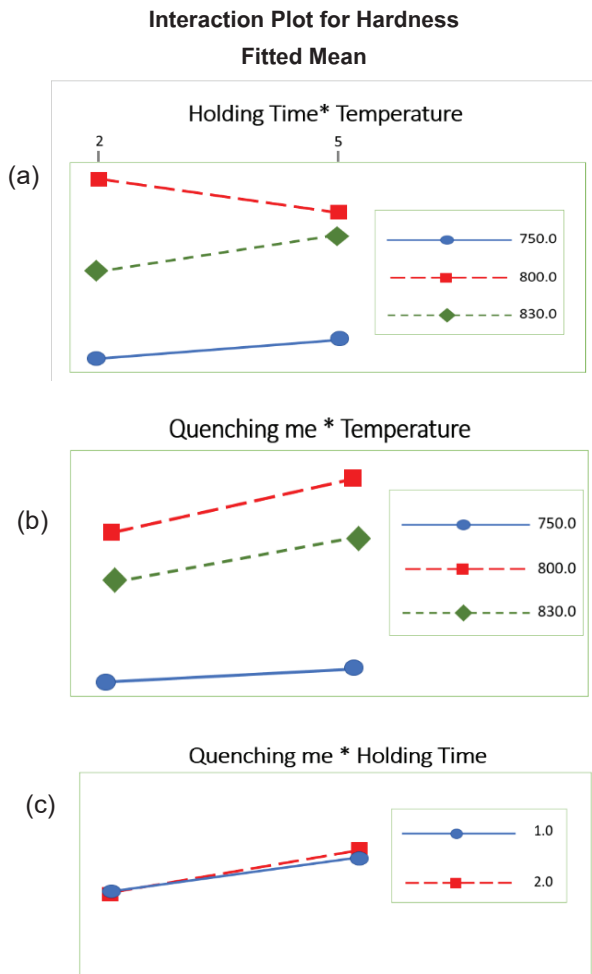 Interaction Plot for Hardness
Fitted Mean
Holding Time* Temperature
2 5
(a)
750.0
800.0
830.0
Quenching me * Temperature
(b)
750.0
800.0
830.0
Quenching me * Holding Time
(c)
1.0
2.0